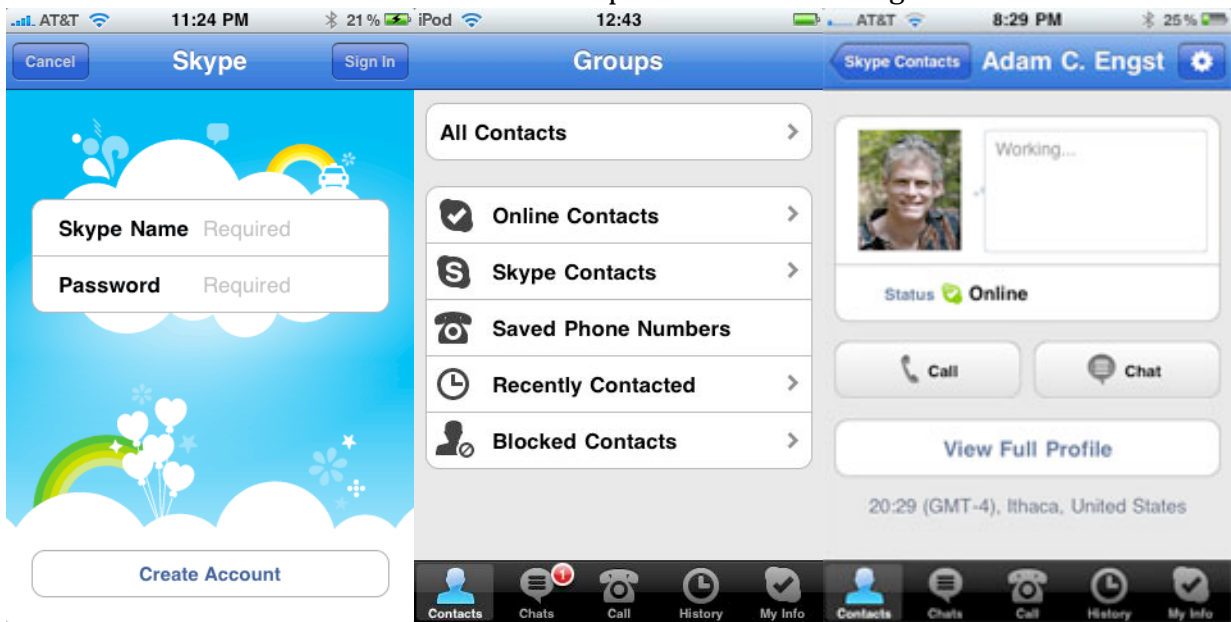 AT&T 11:24 PM 21 %
Cancel Skype Sign In
Skype Name Required
Password Required
Create Account
iPod 12:43
Groups
All Contacts
Online Contacts
Skype Contacts
Saved Phone Numbers
Recently Contacted
Blocked Contacts
Contacts Chats 1 Call History My Info
AT&T 8:29 PM 25 %
Skype Contacts Adam C. Engst
Working...
Status Online
Call Chat
View Full Profile
20:29 (GMT-4), Ithaca, United States
Contacts Chats Call History My Info